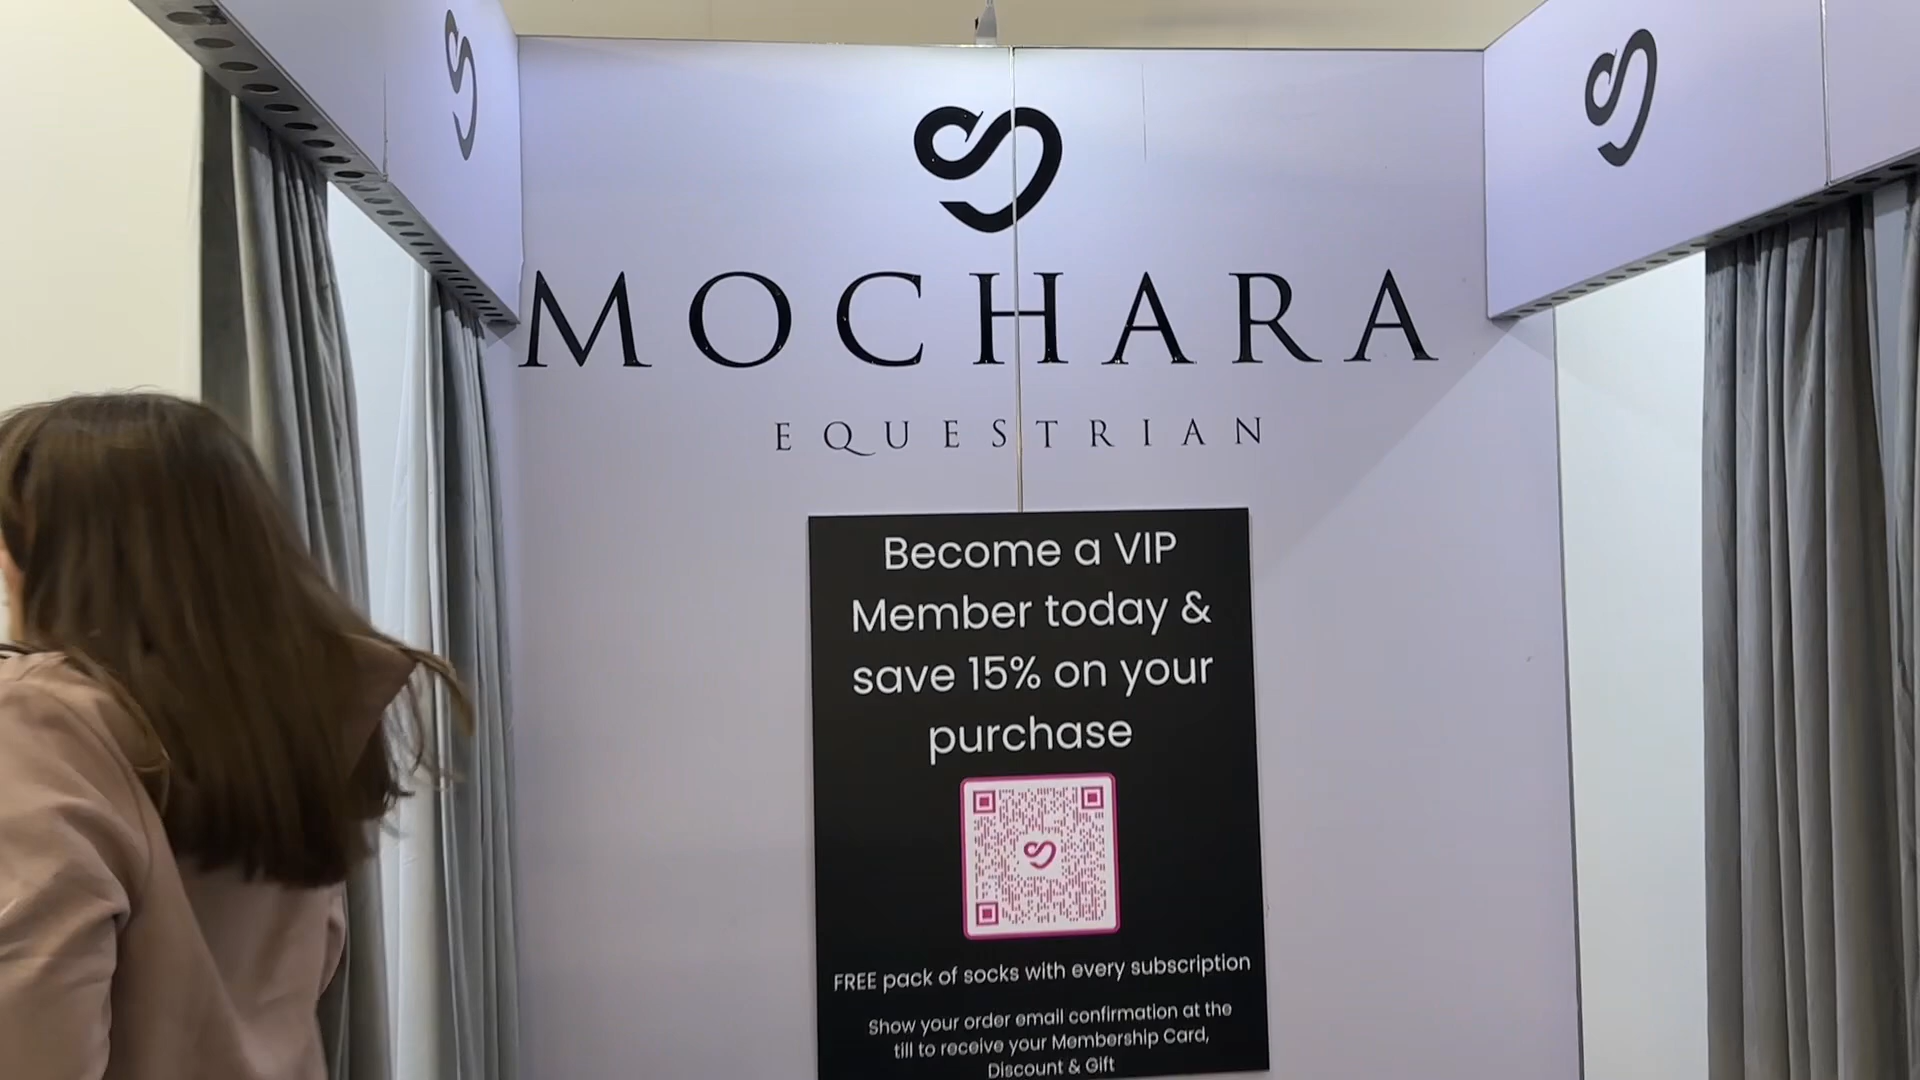 MOCHARA
EQUESTRIAN
Become a VIP
Member today &
save 15% on your
purchase
FREE pack of socks with every subscription
Show your order email confirmation at the
till to receive your Membership Card,
Discount & Gift